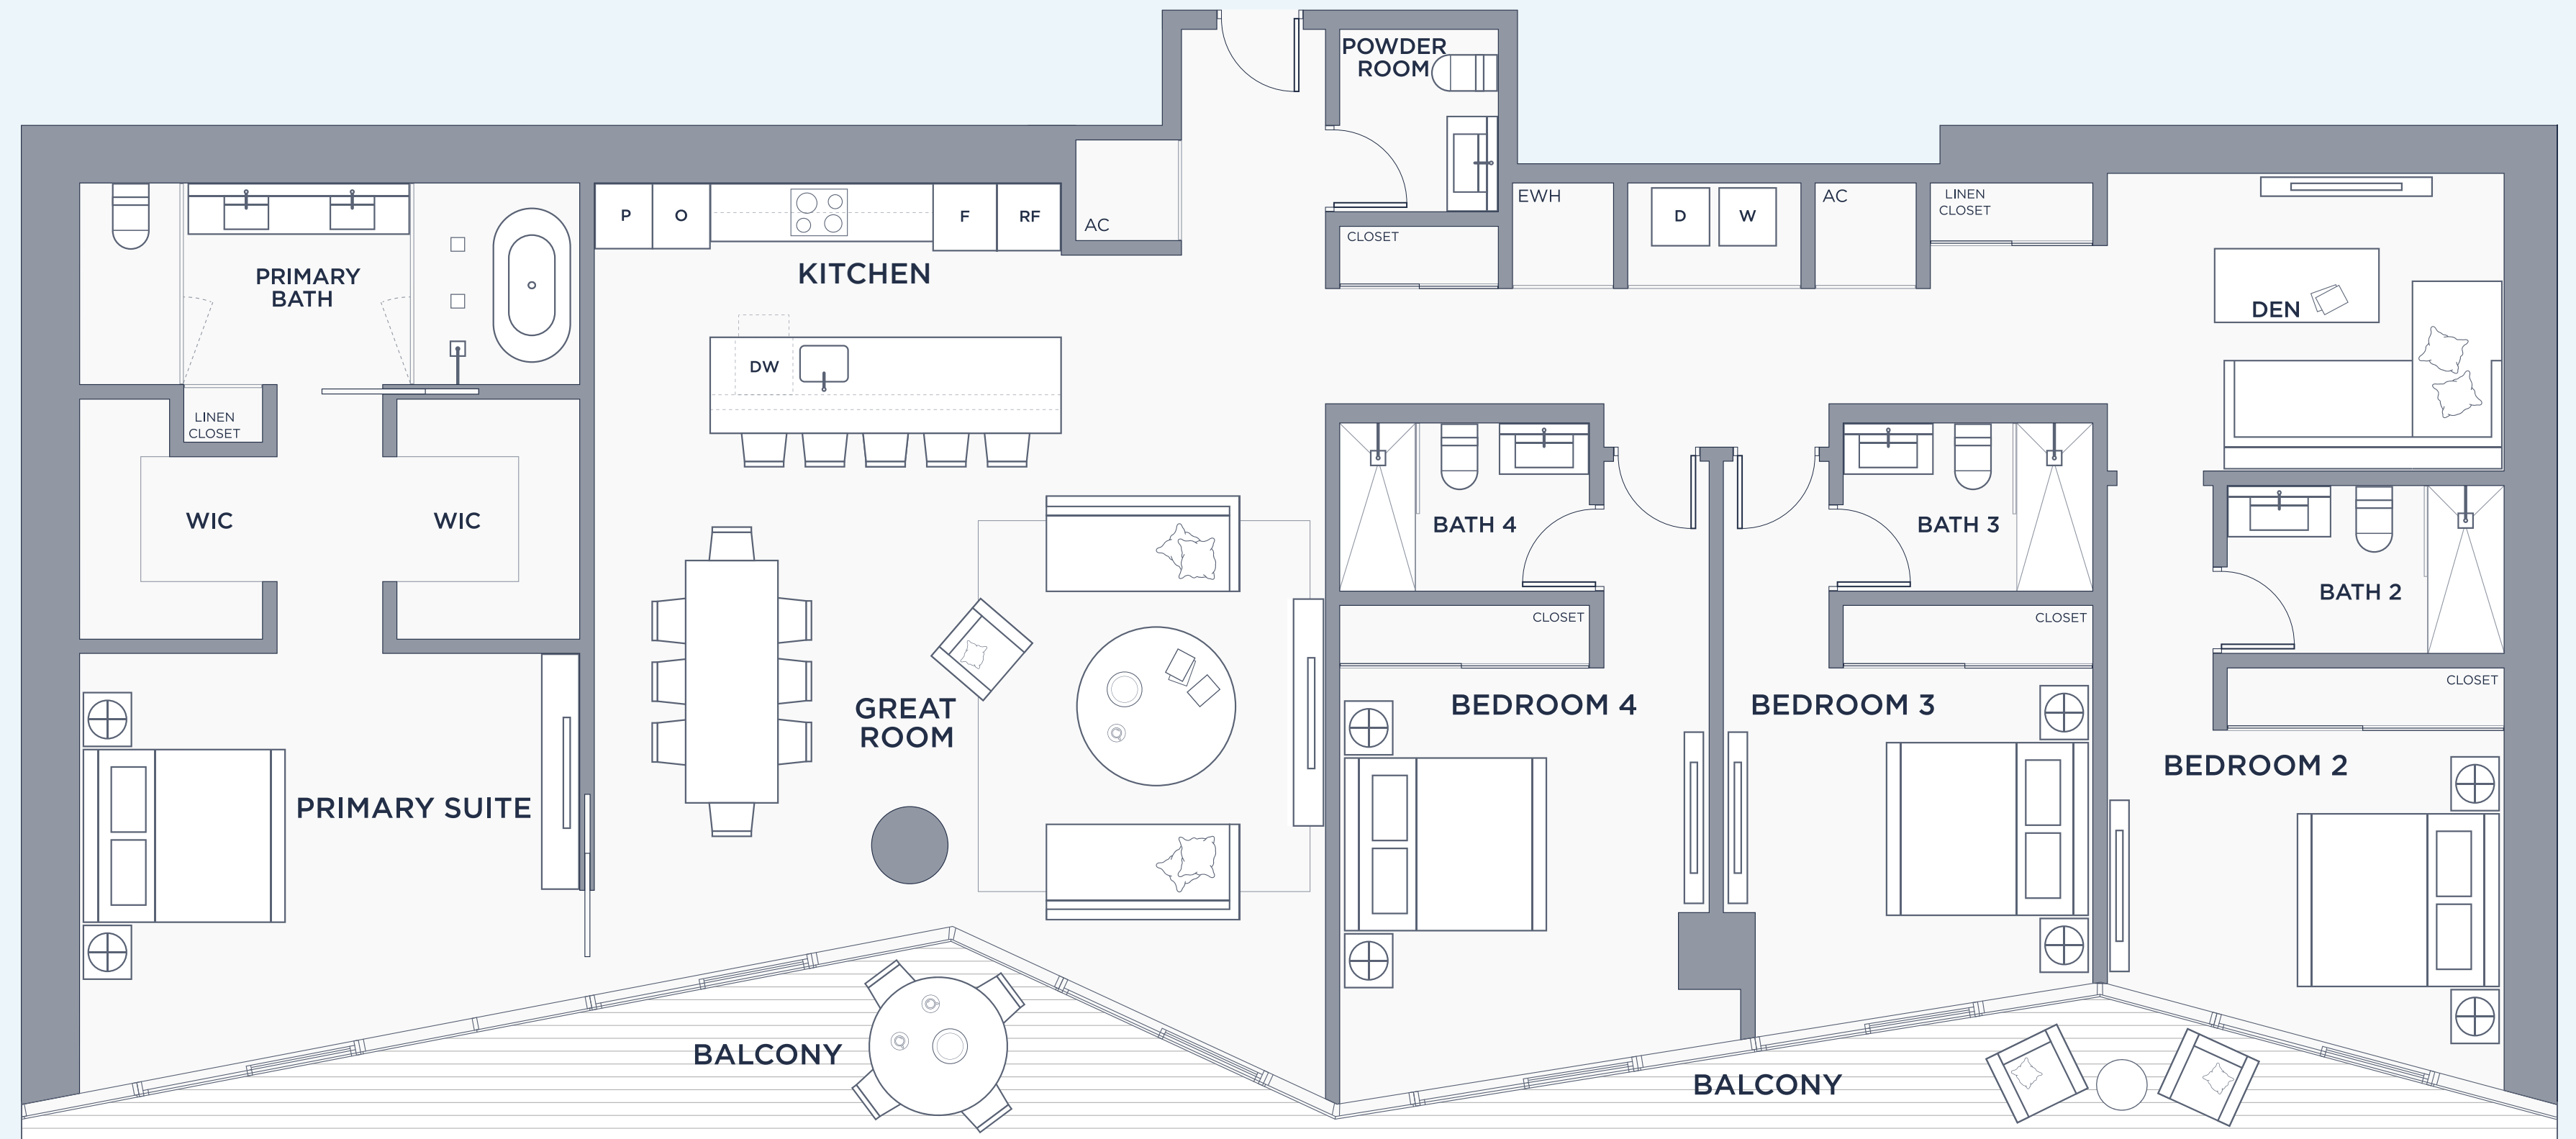 POWDER
ROOM
P
O
F
RF
AC
EWH
D
W
AC
LINEN
CLOSET
CLOSET
PRIMARY
BATH
KITCHEN
DEN
DW
LINEN
CLOSET
WIC
WIC
BATH 4
BATH 3
BATH 2
CLOSET
CLOSET
CLOSET
GREAT
ROOM
BEDROOM 4
BEDROOM 3
BEDROOM 2
PRIMARY SUITE
BALCONY
BALCONY